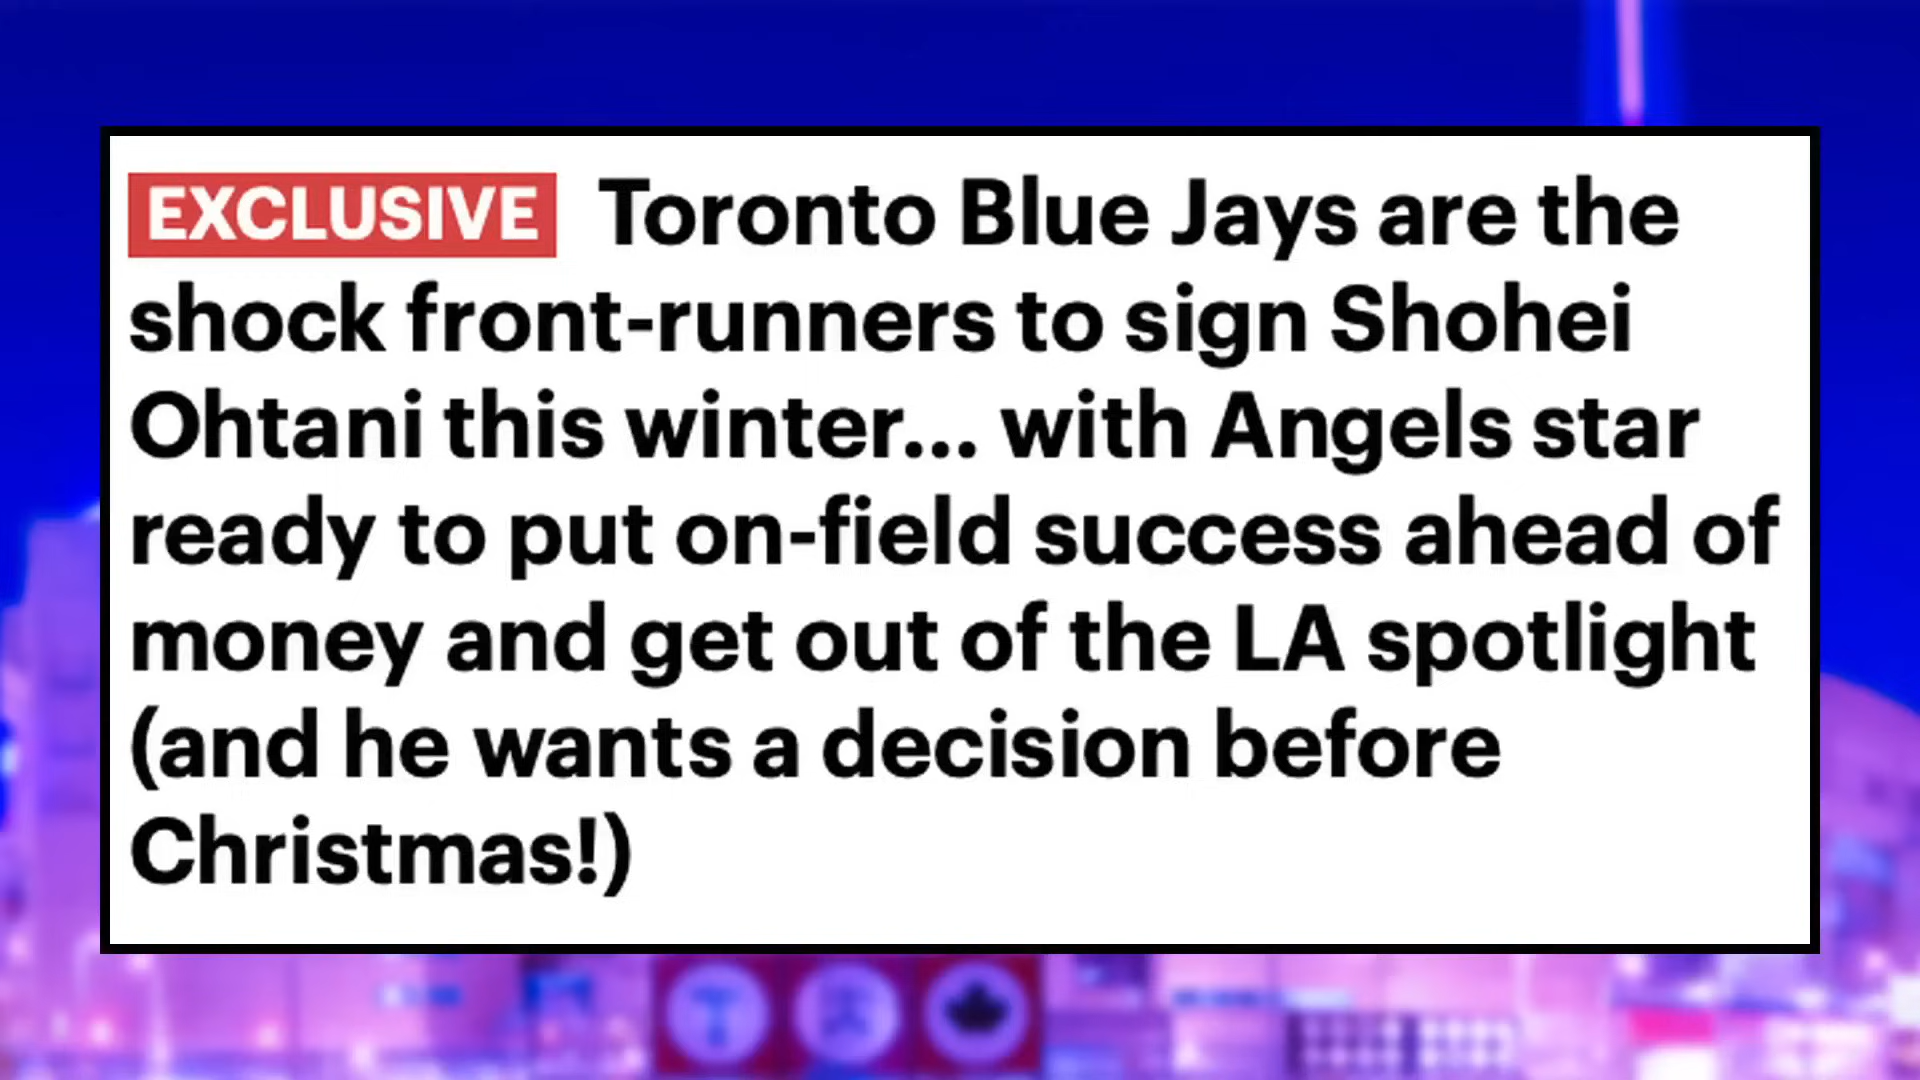 EXCLUSIVE Toronto Blue Jays are the
shock front-runners to sign Shohei
Ohtani this winter... with Angels star
ready to put on-field success ahead of
money and get out of the LA spotlight
(and he wants a decision before
Christmas!)